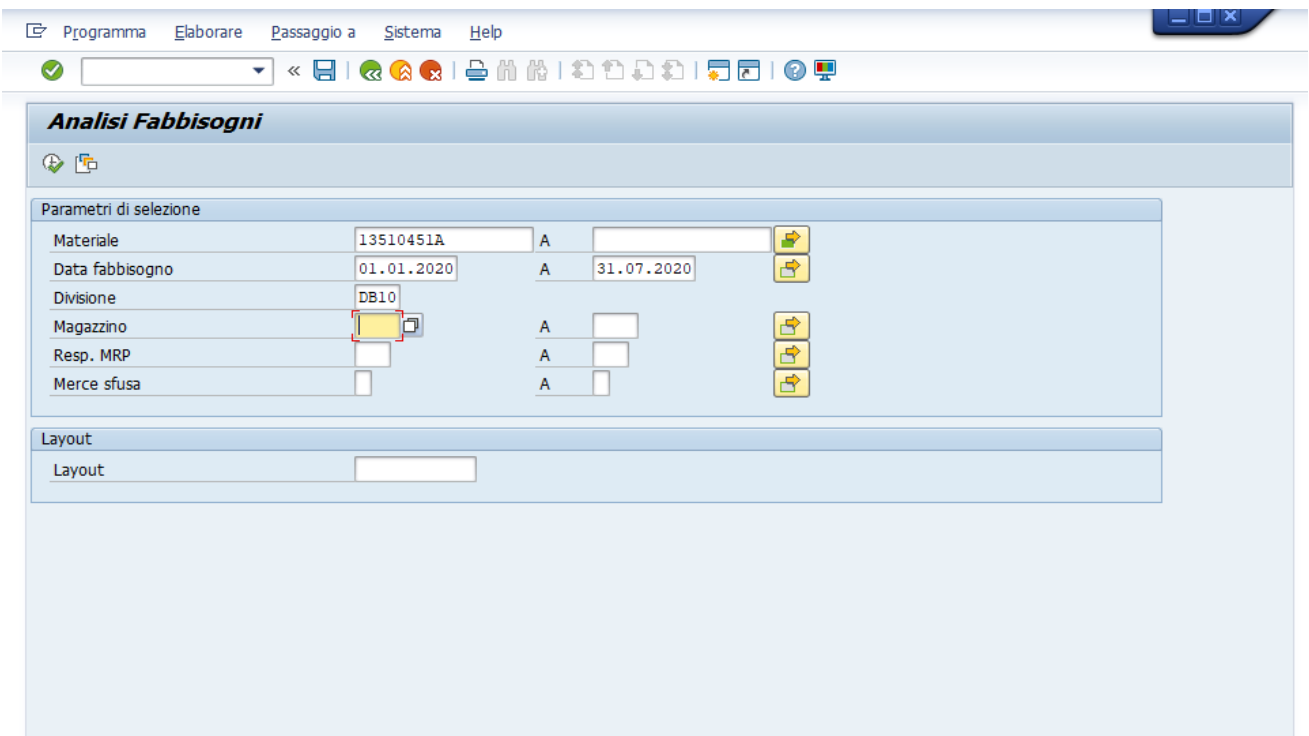 Programma Elaborare Passaggio a Sistema Help
Analisi Fabbisogni
Parametri di selezione
Materiale 13510451A A
Data fabbisogno 01.01.2020 A 31.07.2020
Divisione DB10
Magazzino A
Resp. MRP A
Merce sfusa A
Layout
Layout